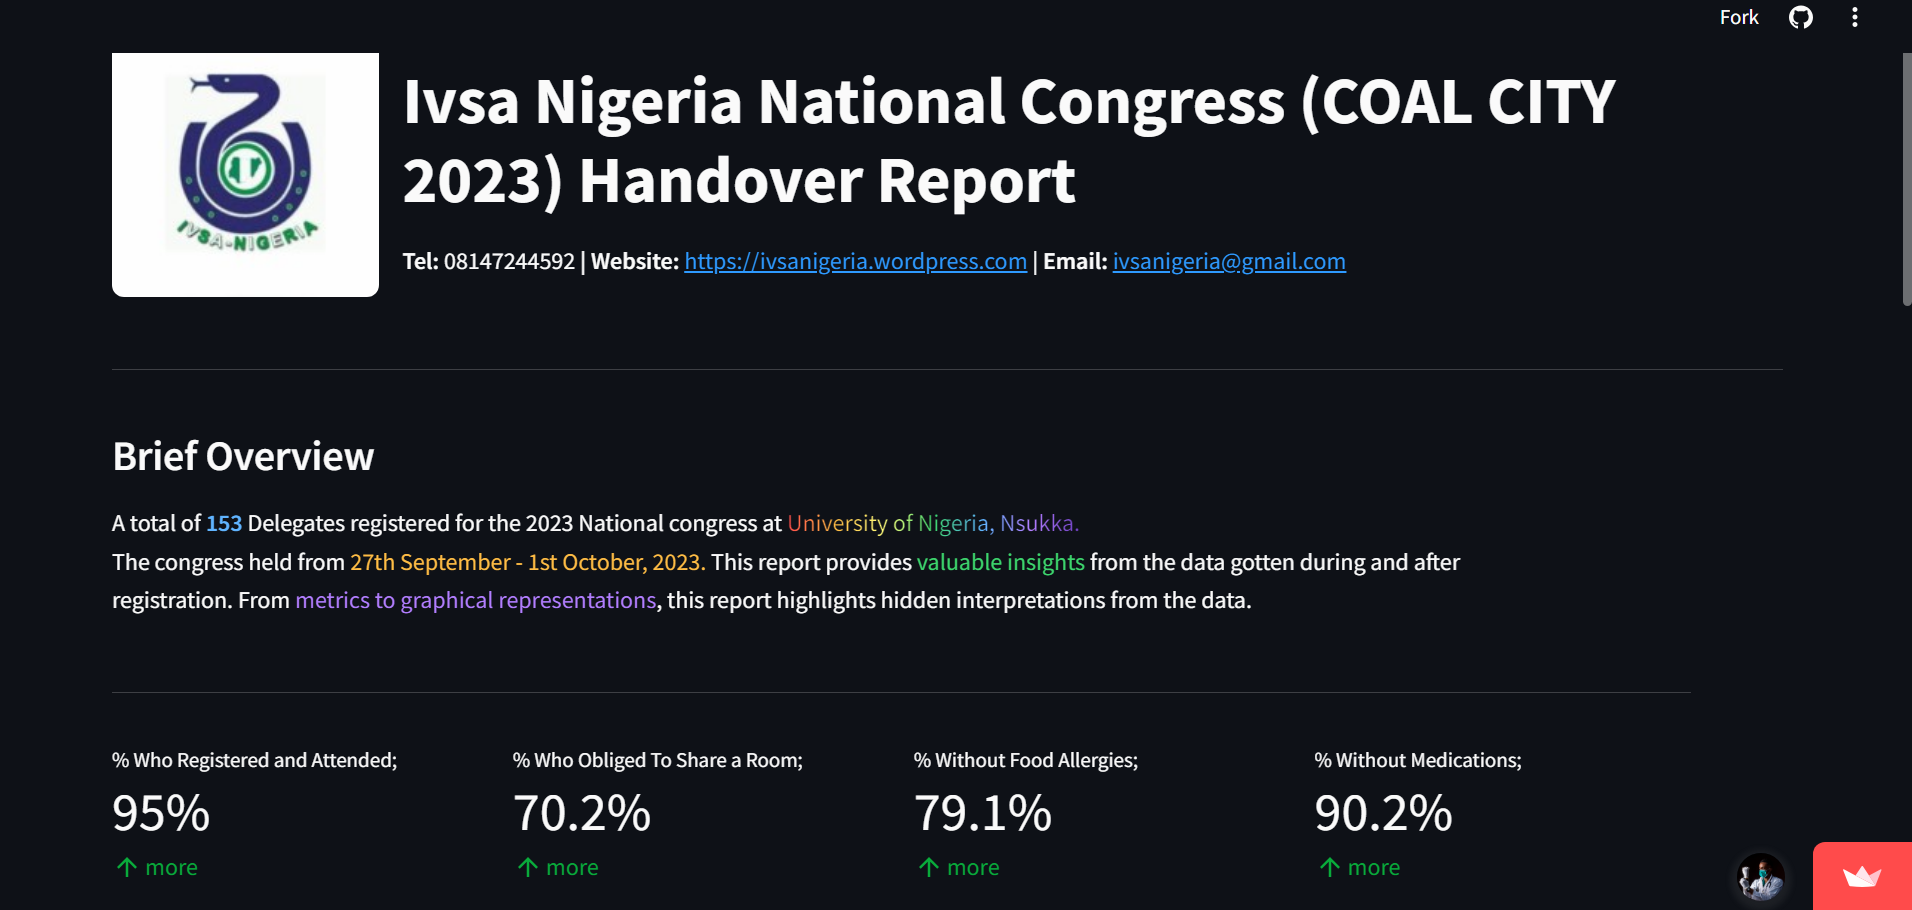 Fork
IVSA-NIGERIA
Ivsa Nigeria National Congress (COAL CITY
2023) Handover Report
Tel: 08147244592 | Website: https://ivsanigeria.wordpress.com | Email: ivsanigeria@gmail.com
Brief Overview
A total of 153 Delegates registered for the 2023 National congress at University of Nigeria, Nsukka.
The congress held from 27th September - 1st October, 2023. This report provides valuable insights from the data gotten during and after
registration. From metrics to graphical representations, this report highlights hidden interpretations from the data.
% Who Registered and Attended;
95%
↑ more
% Who Obliged To Share a Room;
70.2%
↑ more
% Without Food Allergies;
79.1%
↑ more
% Without Medications;
90.2%
↑ more